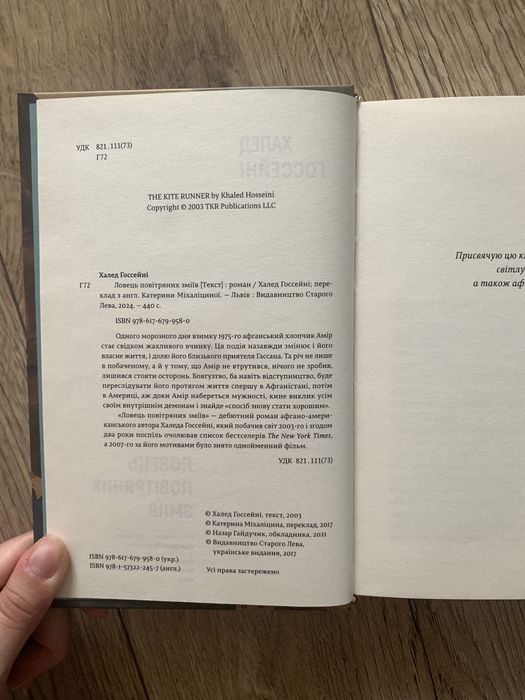 УДК 821.111(73)
Г72
THE KITE RUNNER by Khaled Hosseini
Copyright © 2003 TKR Publications LLC
Халед Госсейні
Г72 Ловець повітряних зміїв [Текст] : роман / Халед Госсейні; пере-
клад з англ. Катерини Міхаліциної. — Львів : Видавництво Старого
Лева, 2024. – 440 с.
ISBN 978-617-679-958-0
Одного морозного дня взимку 1975-го афганський хлопчик Амір
стає свідком жахливого вчинку. Ця подія назавжди змінює і його
власне життя, і долю його близького приятеля Гассана. Та річ не лише
в побаченому, а й у тому, що Амір не втрутився, нічого не зробив,
лишився стояти осторонь. Боягузтво, ба навіть відступництво, буде
переслідувати його протягом життя спершу в Афганістані, потім
в Америці, аж доки Амір набереться мужності, кине виклик усім
своїм внутрішнім демонам і знайде «спосіб знову стати хорошим».
«Ловець повітряних зміїв» — дебютний роман афгано-амери-
канського автора Халеда Госсейні, який побачив світ 2003-го і згодом
два роки поспіль очолював список бестселерів The New York Times,
а 2007-го за його мотивами було знято однойменний фільм.
УДК 821.111(73)
© Халед Госсейні, текст, 2003
© Катерина Міхаліцина, переклад, 2017
© Назар Гайдучик, обкладинка, 2021
© Видавництво Старого Лева,
українське видання, 2017
ISBN 978-617-679-958-0 (укр.)
ISBN 978-1-57322-245-7 (англ.)
Усі права застережено
Присвячую цю
світлу
а також